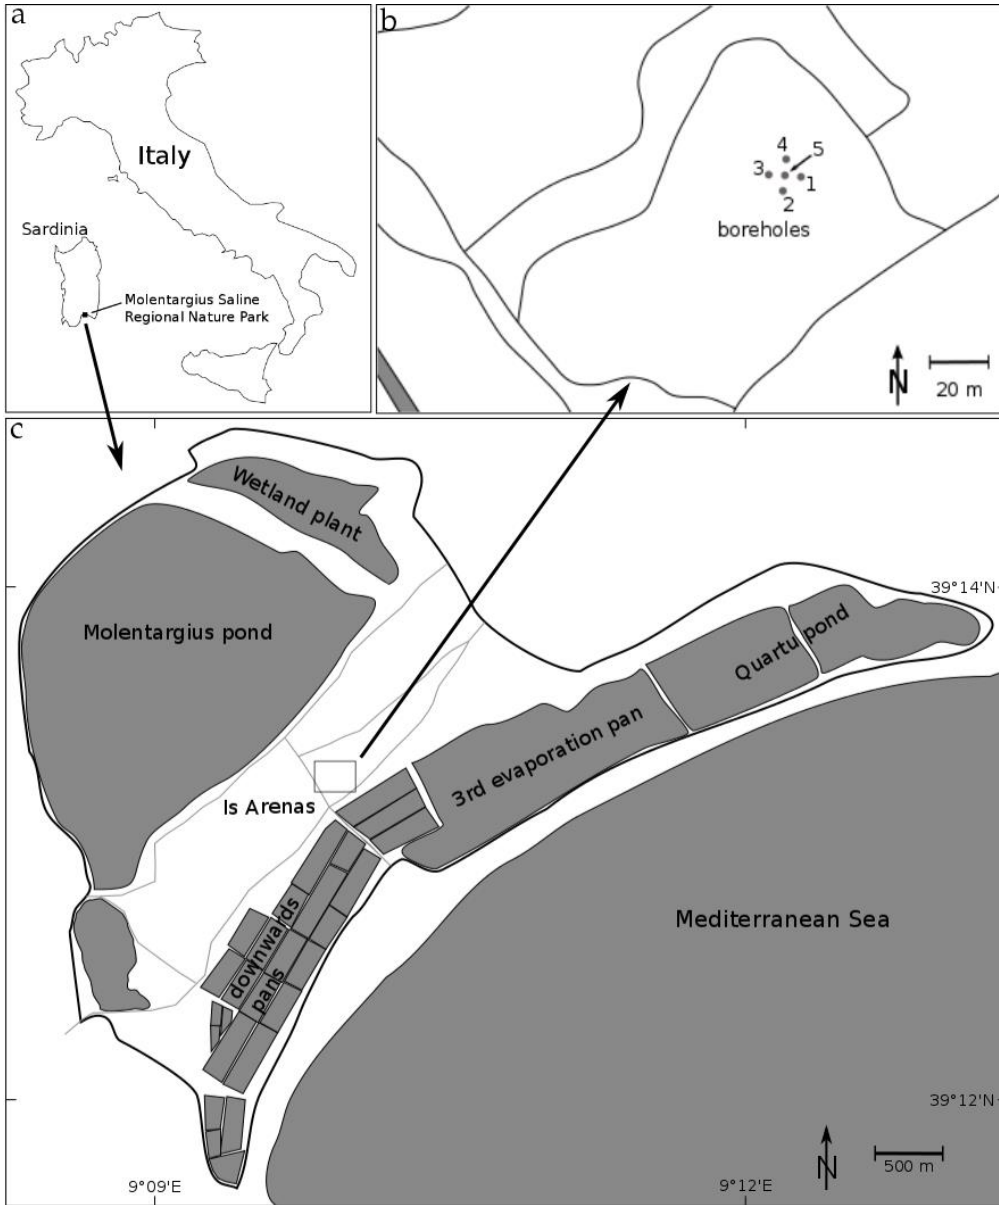 a
Italy
Sardinia
Molentargius Saline
Regional Nature Park
b
4
5
3
1
2
boreholes
N
20 m
c
Wetland plant
39°14'N
Molentargius pond
Quartu pond
3rd evaporation pan
Is Arenas
downwards
pans
Mediterranean Sea
39°12'N
N
500 m
9°09'E
9°12'E